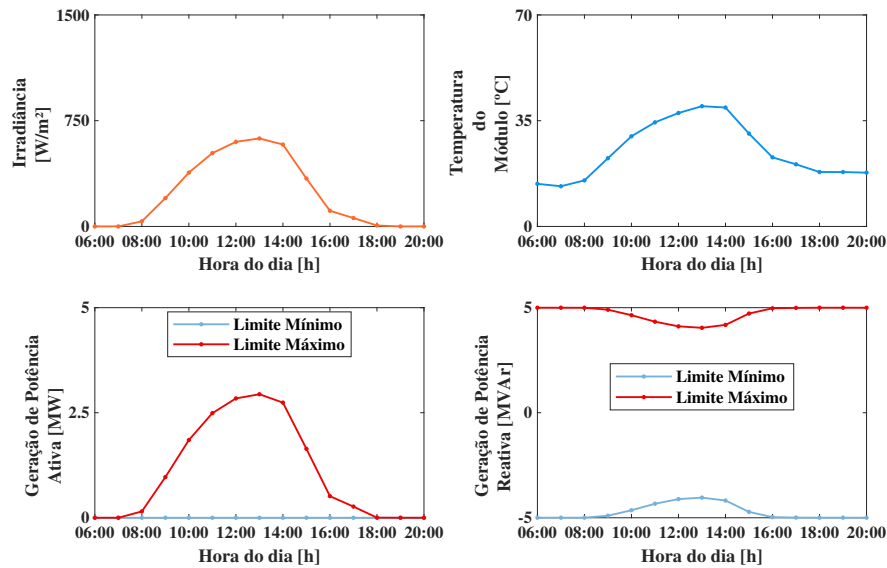 1500
750
0
Irradiância
[W/m²]
06:00 08:00 10:00 12:00 14:00 16:00 18:00 20:00
Hora do dia [h]
70
35
0
Temperatura
do
Módulo [ºC]
06:00 08:00 10:00 12:00 14:00 16:00 18:00 20:00
Hora do dia [h]
5
2.5
0
Geração de Potência
Ativa [MW]
Limite Mínimo
Limite Máximo
06:00 08:00 10:00 12:00 14:00 16:00 18:00 20:00
Hora do dia [h]
5
0
-5
Geração de Potência
Reativa [MVAr]
Limite Mínimo
Limite Máximo
06:00 08:00 10:00 12:00 14:00 16:00 18:00 20:00
Hora do dia [h]